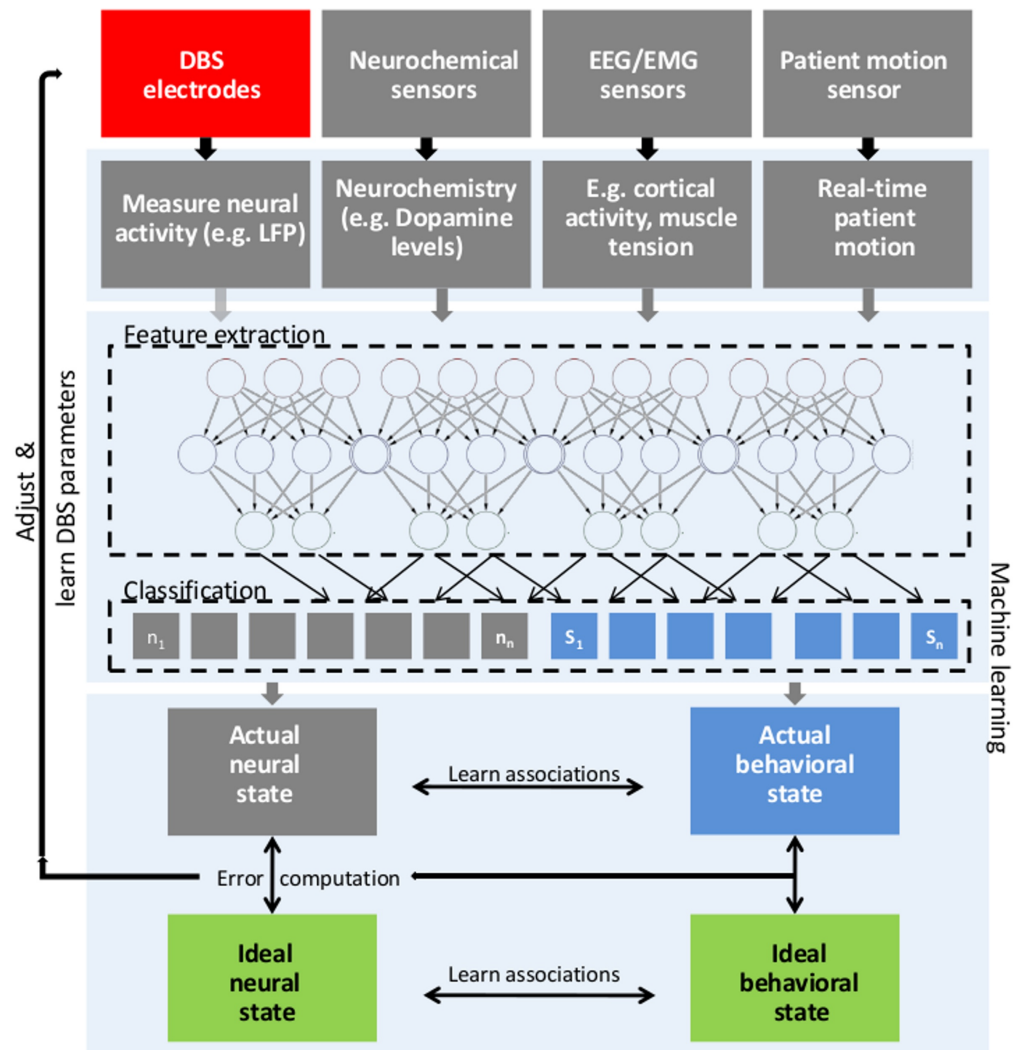 DBS
electrodes
Neurochemical
sensors
EEG/EMG
sensors
Patient motion
sensor
Measure neural
activity (e.g. LFP)
Neurochemistry
(e.g. Dopamine
levels)
E.g. cortical
activity, muscle
tension
Real-time
patient
motion
Feature extraction
Classification
n1
nn
S1
Sn
Machine learning
Adjust &
learn DBS parameters
Actual
neural
state
Learn associations
Actual
behavioral
state
Error computation
Ideal
neural
state
Learn associations
Ideal
behavioral
state